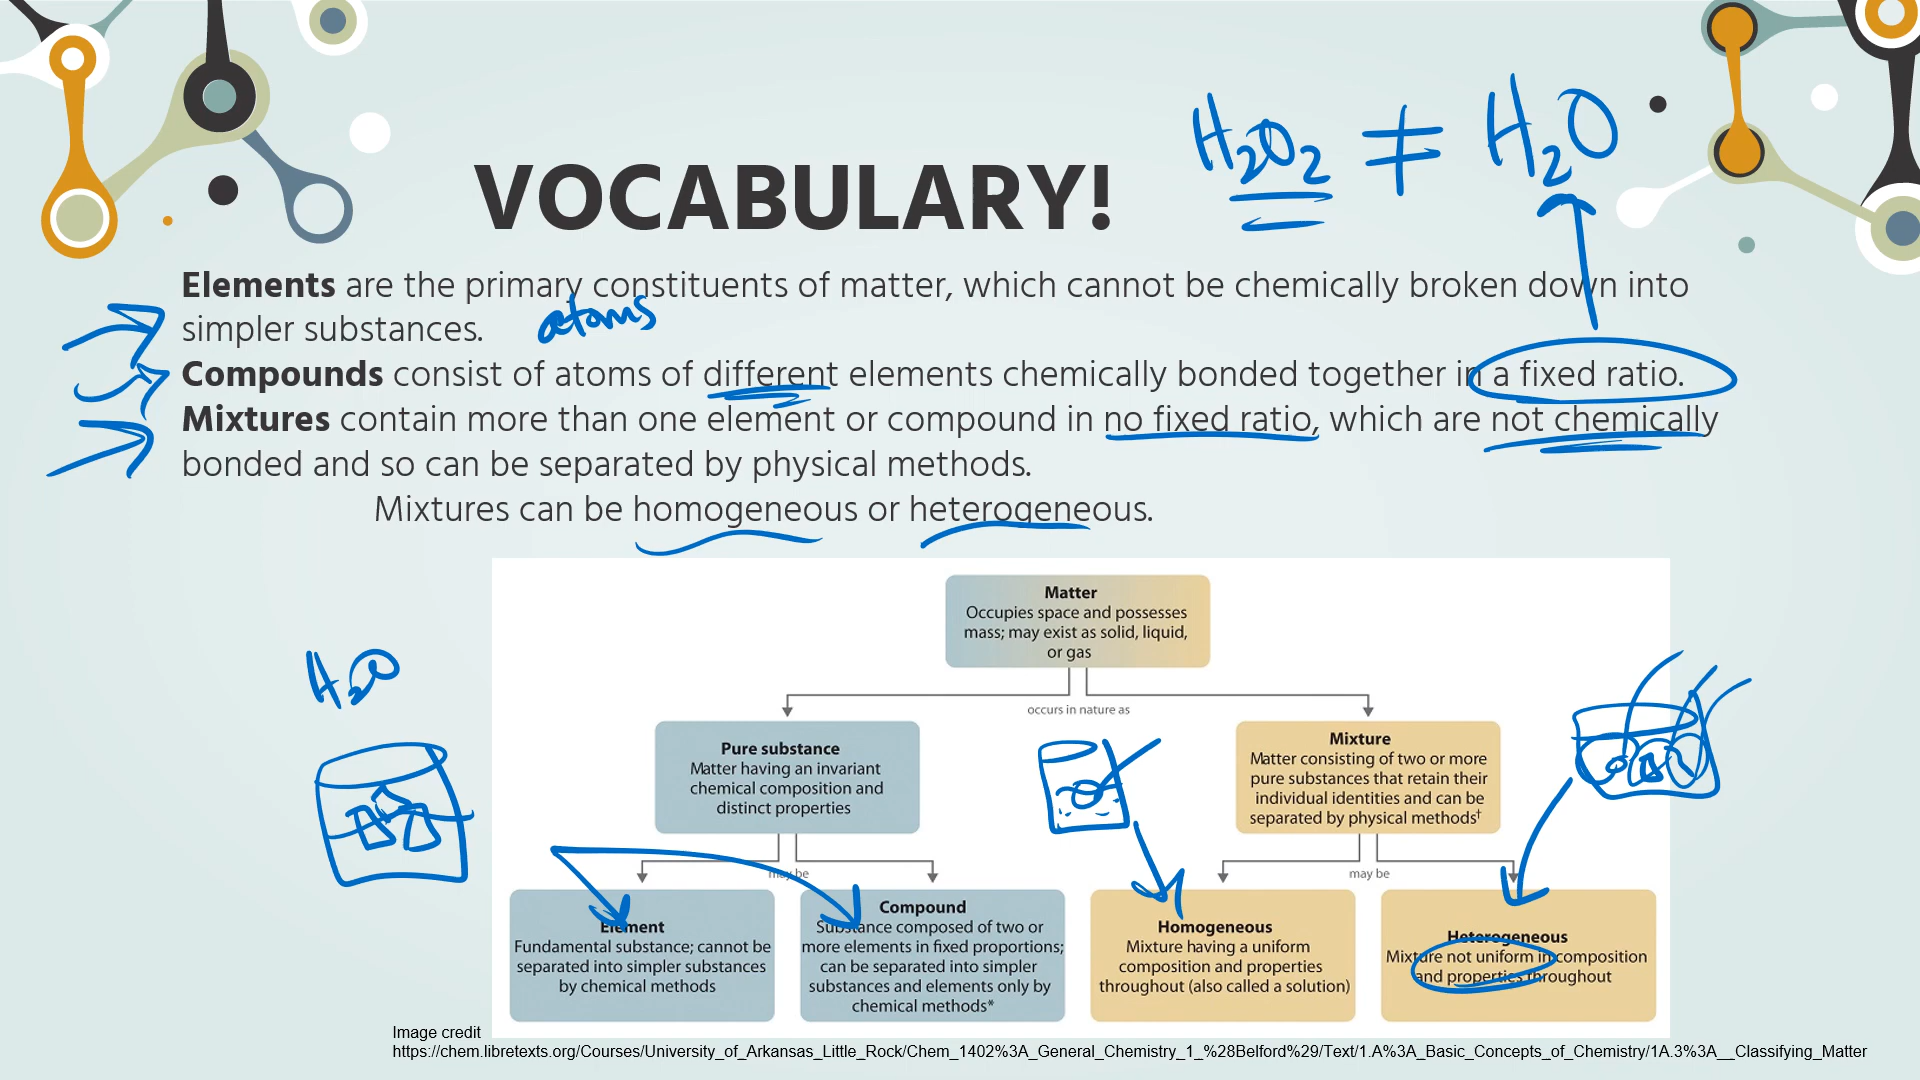 H₂O₂ ≠ H₂O
VOCABULARY!
Elements are the primary constituents of matter, which cannot be chemically broken down into
simpler substances.
atoms
Compounds consist of atoms of different elements chemically bonded together in a fixed ratio.
Mixtures contain more than one element or compound in no fixed ratio, which are not chemically
bonded and so can be separated by physical methods.
Mixtures can be homogeneous or heterogeneous.
Matter
Occupies space and possesses
mass; may exist as solid, liquid,
or gas
H₂O
occurs in nature as
Pure substance
Matter having an invariant
chemical composition and
distinct properties
Mixture
Matter consisting of two or more
pure substances that retain their
individual identities and can be
separated by physical methods†
may be
may be
Element
Fundamental substance; cannot be
separated into simpler substances
by chemical methods
Compound
Substance composed of two or
more elements in fixed proportions;
can be separated into simpler
substances and elements only by
chemical methods*
Homogeneous
Mixture having a uniform
composition and properties
throughout (also called a solution)
Heterogeneous
Mixture not uniform in composition
and properties throughout
Image credit
https://chem.libretexts.org/Courses/University_of_Arkansas_Little_Rock/Chem_1402%3A_General_Chemistry_1_%28Belford%29/Text/1.A%3A_Basic_Concepts_of_Chemistry/1A.3%3A__Classifying_Matter